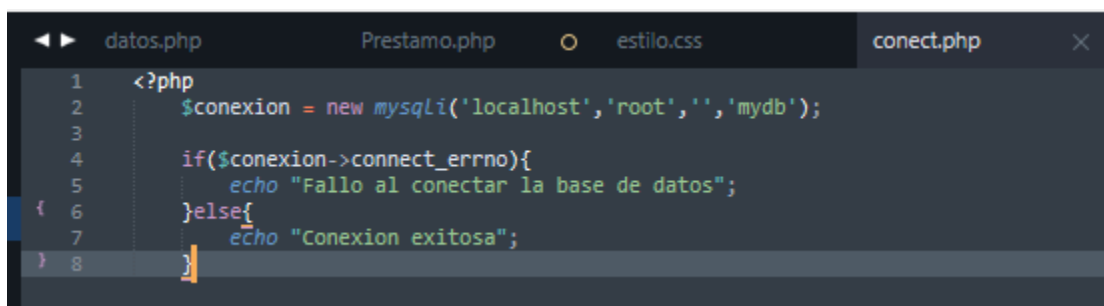 datos.php Prestamo.php estilo.css conect.php
1 <?php
2 $conexion = new mysqli('localhost','root','','mydb');
3
4 if($conexion->connect_errno){
5 echo "Fallo al conectar la base de datos";
{ 6 }else{
7 echo "Conexion exitosa";
} 8 }